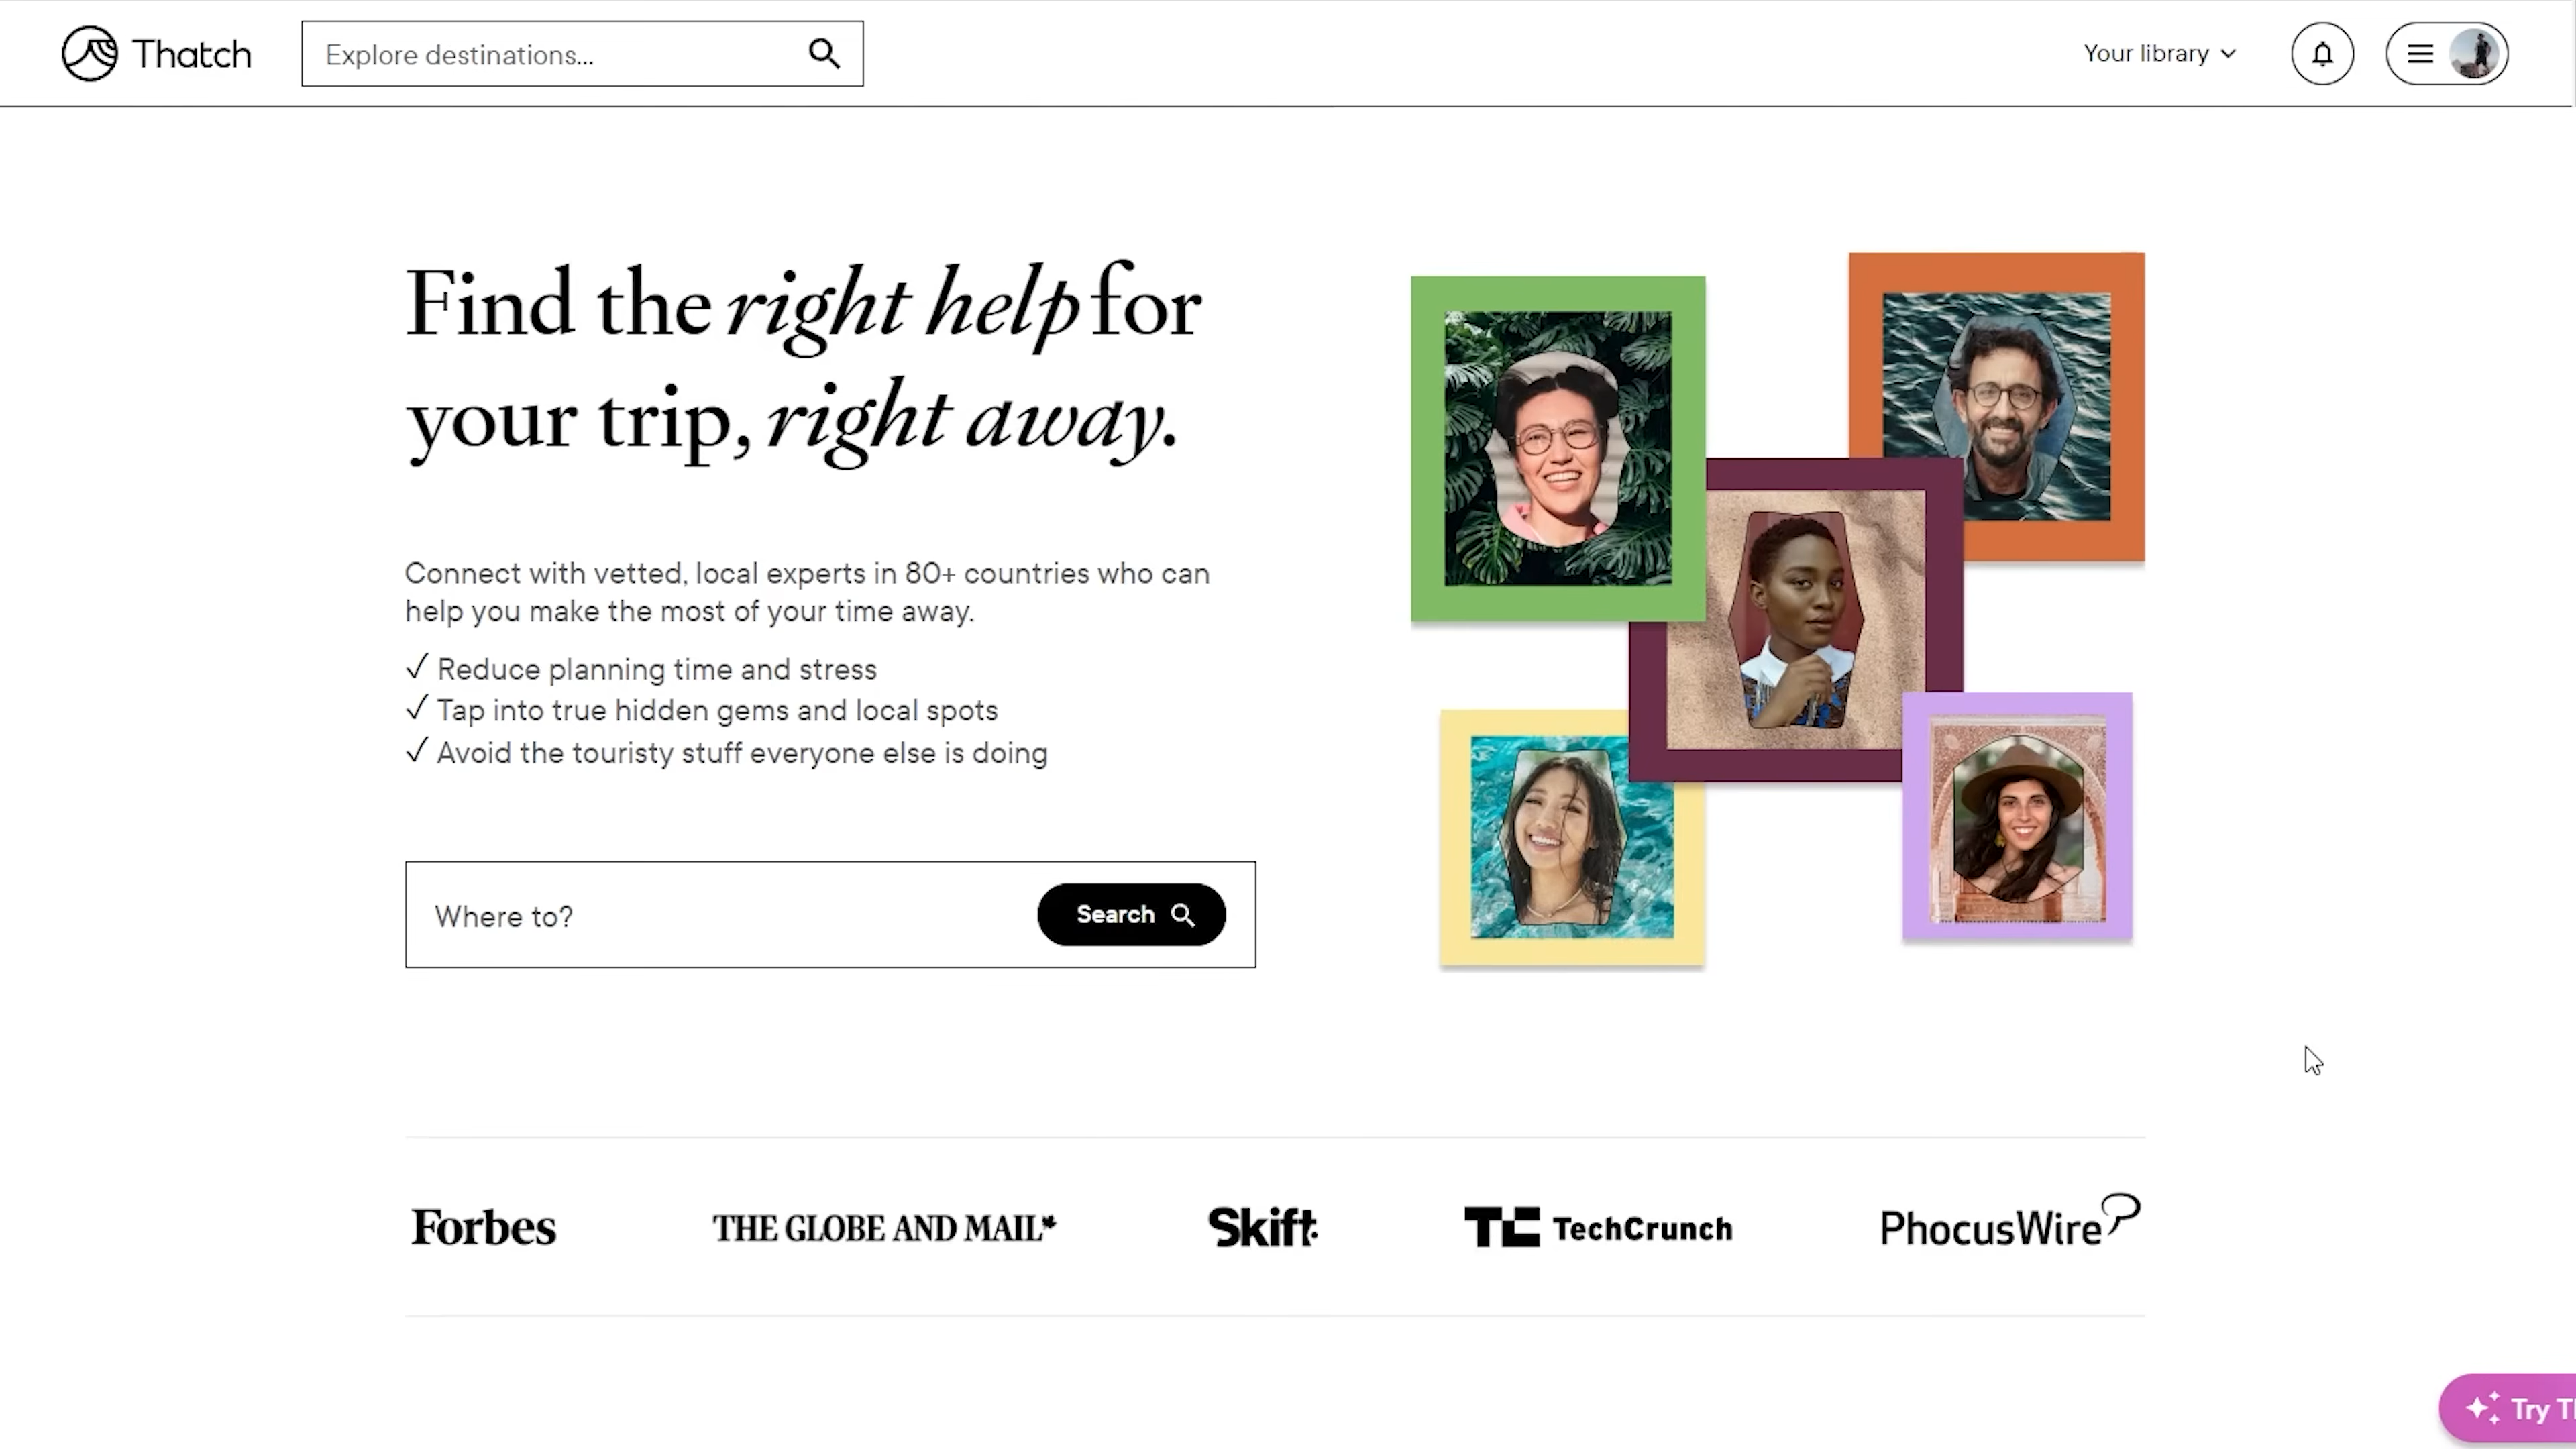 Thatch
Explore destinations...
Your library
Find the right help for
your trip, right away.
Connect with vetted, local experts in 80+ countries who can
help you make the most of your time away.
✓ Reduce planning time and stress
✓ Tap into true hidden gems and local spots
✓ Avoid the touristy stuff everyone else is doing
Where to?
Search
Forbes
THE GLOBE AND MAIL
Skift
TC TechCrunch
PhocusWire
Try